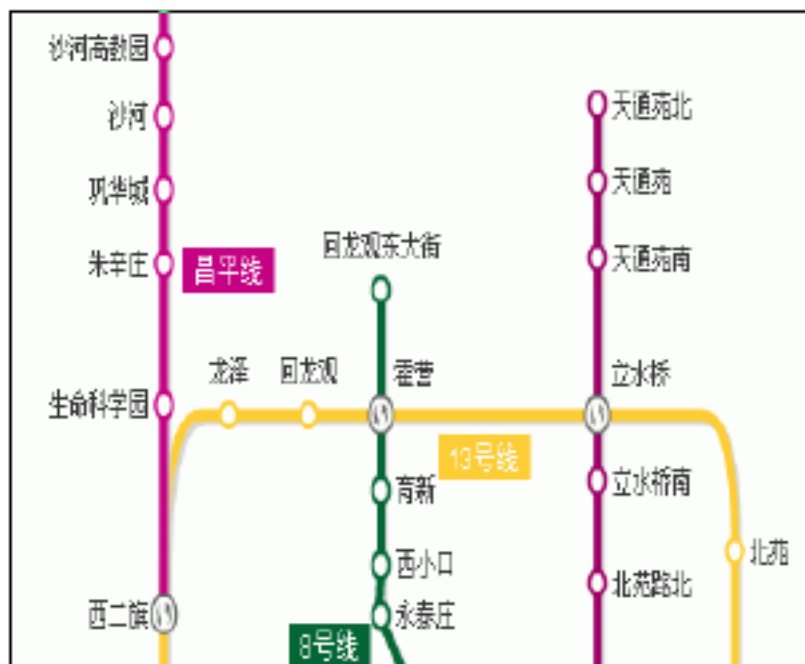 沙河高教园
沙河
天通苑北
巩华城
天通苑
朱辛庄
昌平线
回龙观东大街
天通苑南
龙泽
回龙观
霍营
立水桥
生命科学园
13号线
育新
立水桥南
西小口
北苑
北苑路北
西二旗
永泰庄
8号线